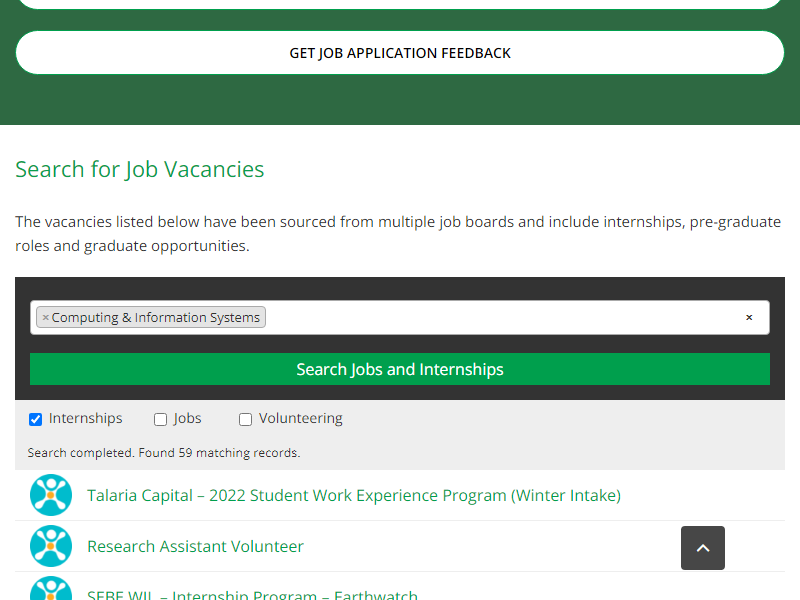 GET JOB APPLICATION FEEDBACK
Search for Job Vacancies
The vacancies listed below have been sourced from multiple job boards and include internships, pre-graduate
roles and graduate opportunities.
× Computing & Information Systems ×
Search Jobs and Internships
Internships Jobs Volunteering
Search completed. Found 59 matching records.
Talaria Capital – 2022 Student Work Experience Program (Winter Intake)
Research Assistant Volunteer
SEBE WIL – Internship Program – Earthwatch